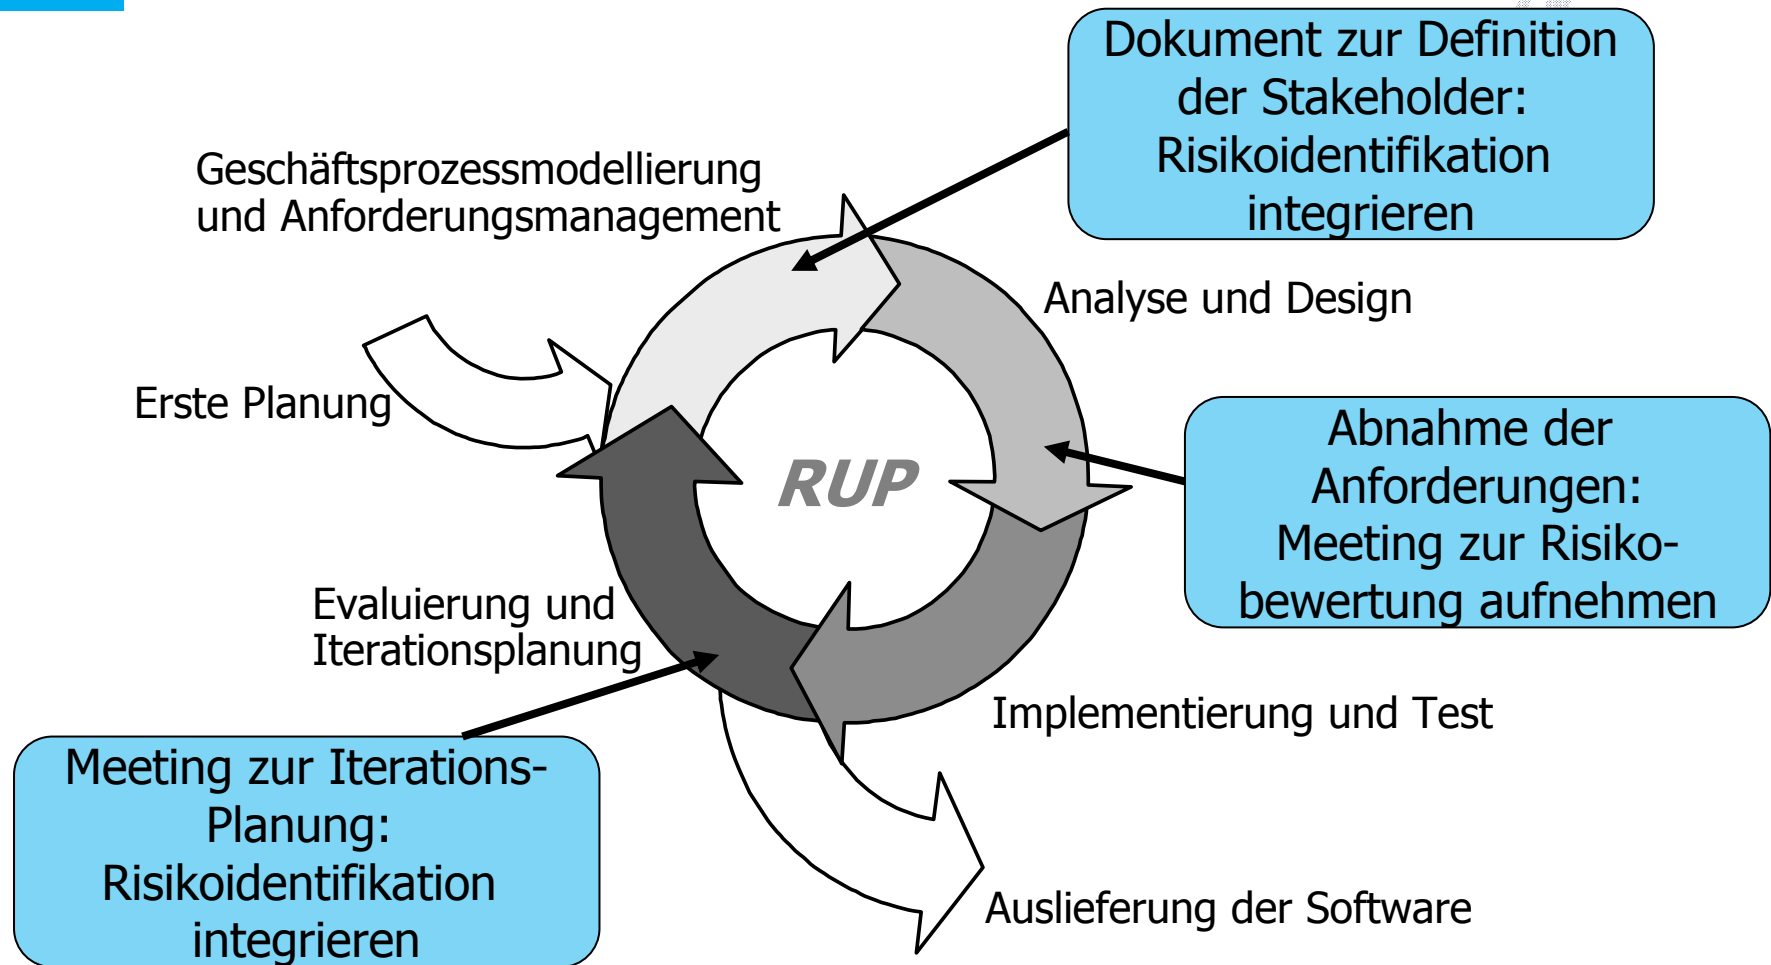 Dokument zur Definition
der Stakeholder:
Risikoidentifikation
integrieren
Geschäftsprozessmodellierung
und Anforderungsmanagement
Analyse und Design
Erste Planung
Abnahme der
Anforderungen:
Meeting zur Risiko-
bewertung aufnehmen
RUP
Evaluierung und
Iterationsplanung
Implementierung und Test
Meeting zur Iterations-
Planung:
Risikoidentifikation
integrieren
Auslieferung der Software